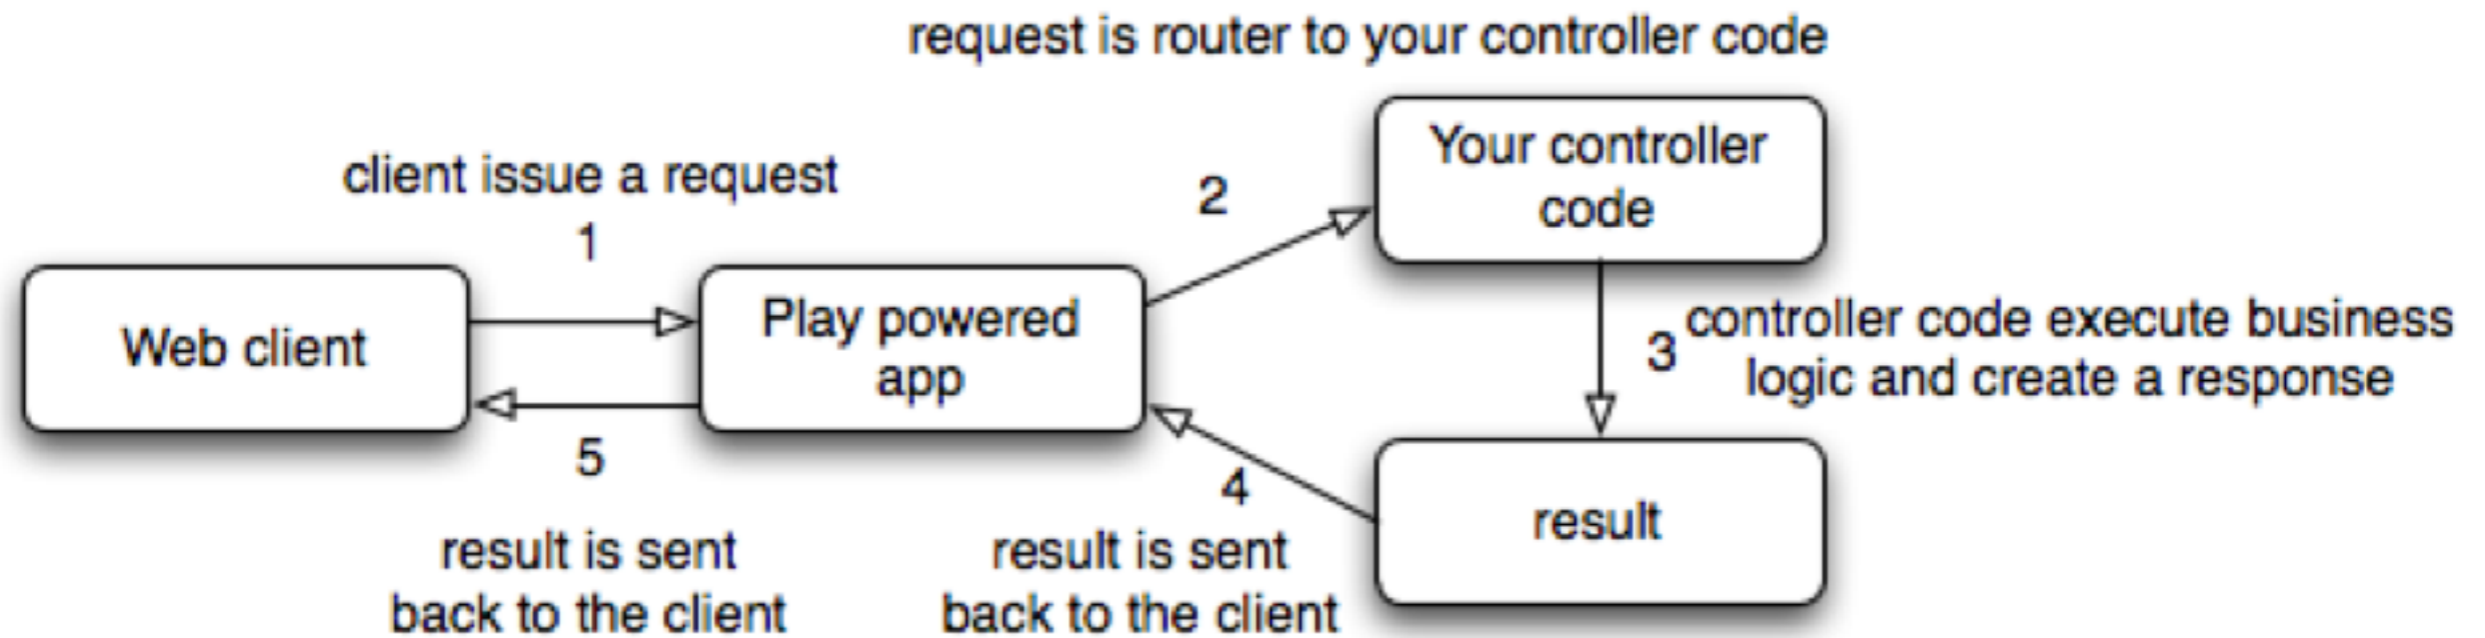 request is router to your controller code
Your controller
code
client issue a request
1
2
Web client
Play powered
app
3
controller code execute business
logic and create a response
5
4
result
result is sent
back to the client
result is sent
back to the client